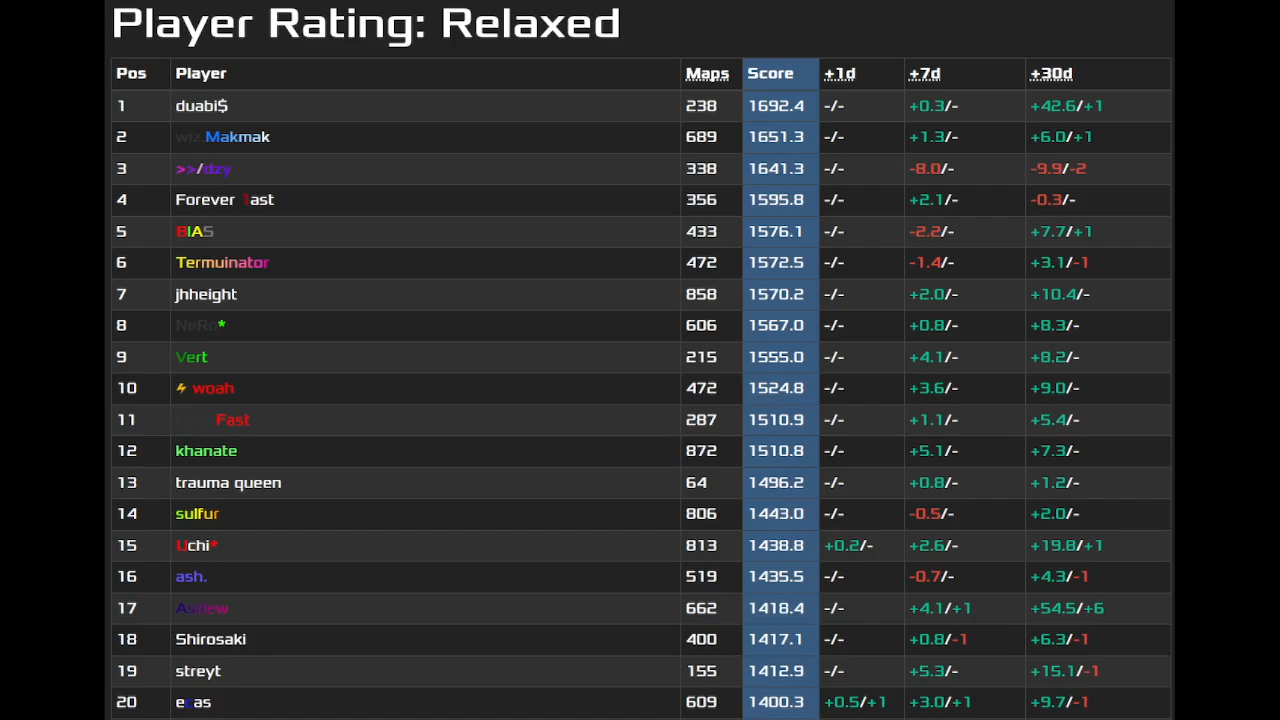 Player Rating: Relaxed
Pos Player Maps Score +1d +7d +30d
1 duabi$ 238 1692.4 -/- +0.3/- +42.6/+1
2 wiz Makmak 689 1651.3 -/- +1.3/- +6.0/+1
3 >>/dzy 338 1641.3 -/- -8.0/- -9.9/-2
4 Forever 1ast 356 1595.8 -/- +2.1/- -0.3/-
5 BIAS 433 1576.1 -/- -2.2/- +7.7/+1
6 Termuinator 472 1572.5 -/- -1.4/- +3.1/-1
7 jhheight 858 1570.2 -/- +2.0/- +10.4/-
8 NeRo* 606 1567.0 -/- +0.8/- +8.3/-
9 Vert 215 1555.0 -/- +4.1/- +8.2/-
10 ⚡ woah 472 1524.8 -/- +3.6/- +9.0/-
11 Fast 287 1510.9 -/- +1.1/- +5.4/-
12 khanate 872 1510.8 -/- +5.1/- +7.3/-
13 trauma queen 64 1496.2 -/- +0.8/- +1.2/-
14 sulfur 806 1443.0 -/- -0.5/- +2.0/-
15 Uchi* 813 1438.8 +0.2/- +2.6/- +19.8/+1
16 ash. 519 1435.5 -/- -0.7/- +4.3/-1
17 662 1418.4 -/- +4.1/+1 +54.5/+6
18 Shirosaki 400 1417.1 -/- +0.8/-1 +6.3/-1
19 streyt 155 1412.9 -/- +5.3/- +15.1/-1
20 609 1400.3 +0.5/+1 +3.0/+1 +9.7/-1